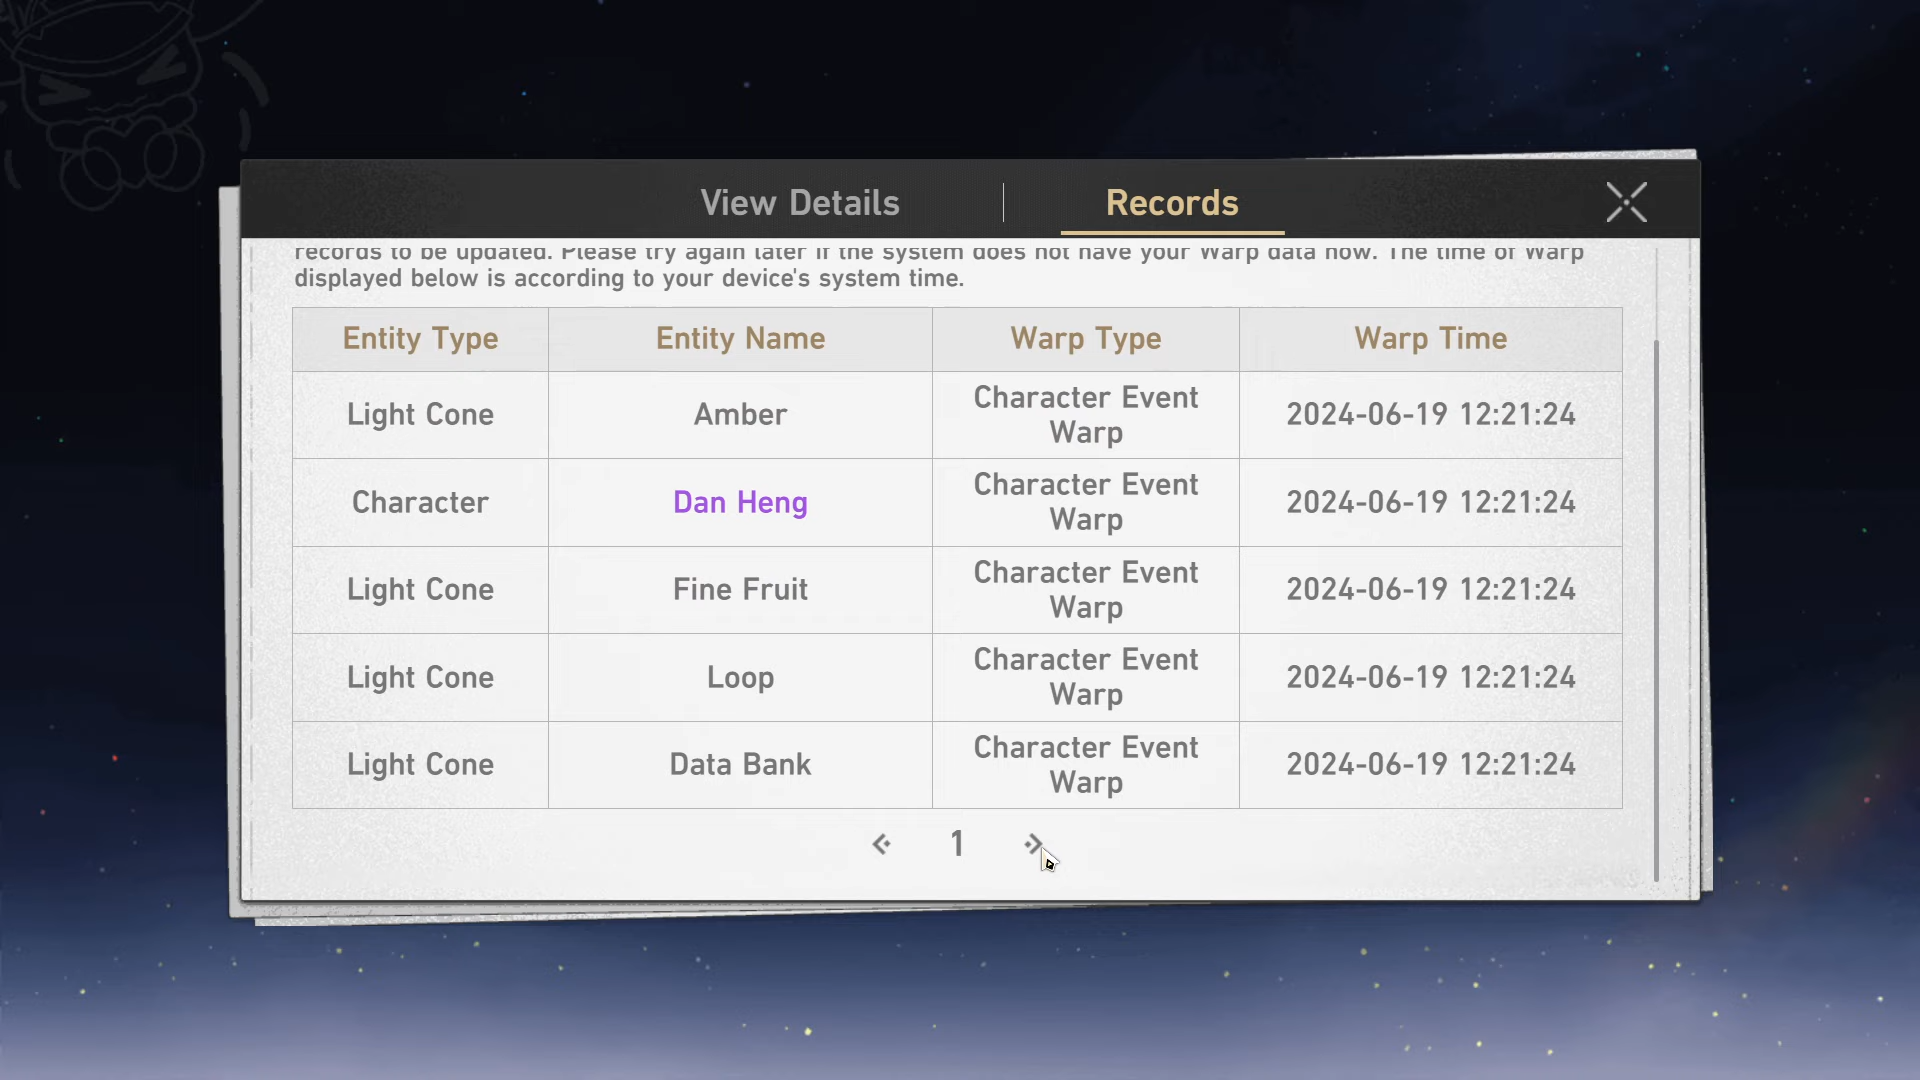 View Details
Records
records to be updated. Please try again later if the system does not have your Warp data now. The time of Warp
displayed below is according to your device's system time.
Entity Type Entity Name Warp Type Warp Time
Light Cone Amber Character Event Warp 2024-06-19 12:21:24
Character Dan Heng Character Event Warp 2024-06-19 12:21:24
Light Cone Fine Fruit Character Event Warp 2024-06-19 12:21:24
Light Cone Loop Character Event Warp 2024-06-19 12:21:24
Light Cone Data Bank Character Event Warp 2024-06-19 12:21:24
1